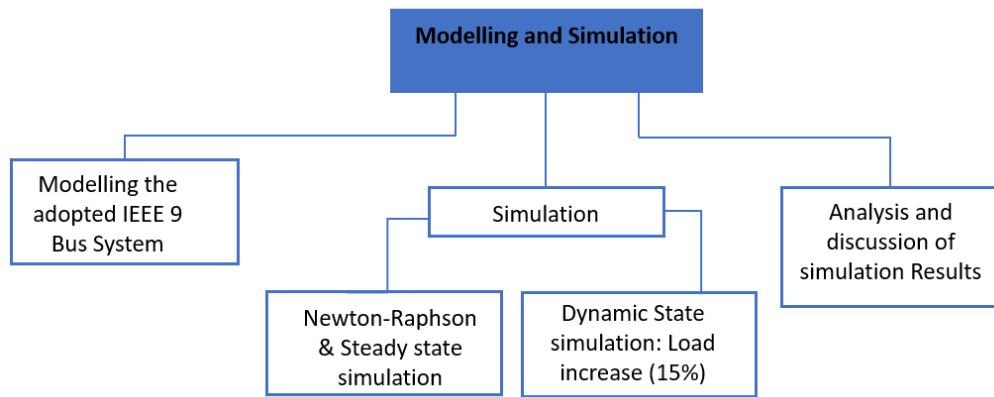 Modelling and Simulation
Modelling the
adopted IEEE 9
Bus System
Simulation
Analysis and
discussion of
simulation Results
Newton-Raphson
& Steady state
simulation
Dynamic State
simulation: Load
increase (15%)